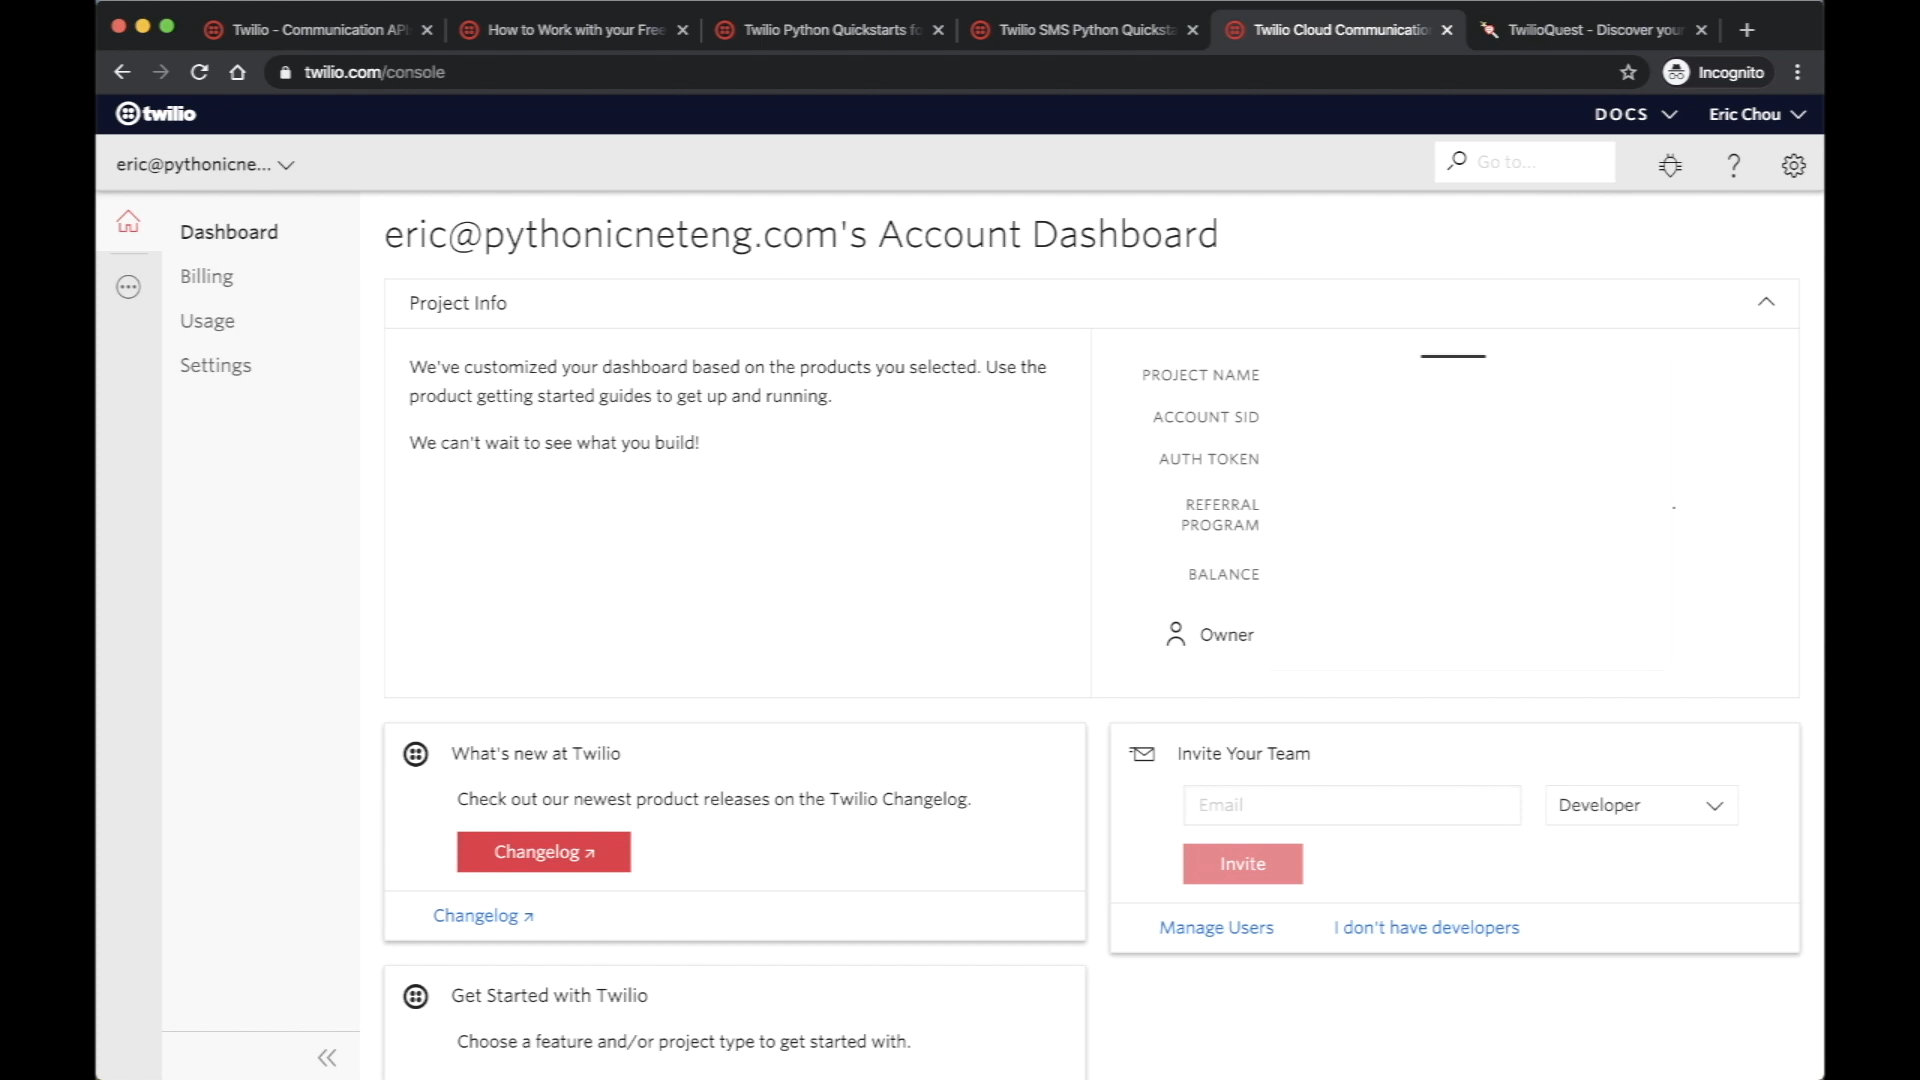 Twilio - Communication API
How to Work with your Free
Twilio Python Quickstarts fo
Twilio SMS Python Quicksta
Twilio Cloud Communicatio
TwilioQuest - Discover your
twilio.com/console
Incognito
twilio
DOCS
Eric Chou
eric@pythonicne...
Go to...
Dashboard
Billing
Usage
Settings
eric@pythonicneteng.com's Account Dashboard
Project Info
We've customized your dashboard based on the products you selected. Use the
product getting started guides to get up and running.
We can't wait to see what you build!
PROJECT NAME
ACCOUNT SID
AUTH TOKEN
REFERRAL
PROGRAM
BALANCE
Owner
What's new at Twilio
Check out our newest product releases on the Twilio Changelog.
Changelog
Changelog
Invite Your Team
Email
Developer
Invite
Manage Users
I don't have developers
Get Started with Twilio
Choose a feature and/or project type to get started with.